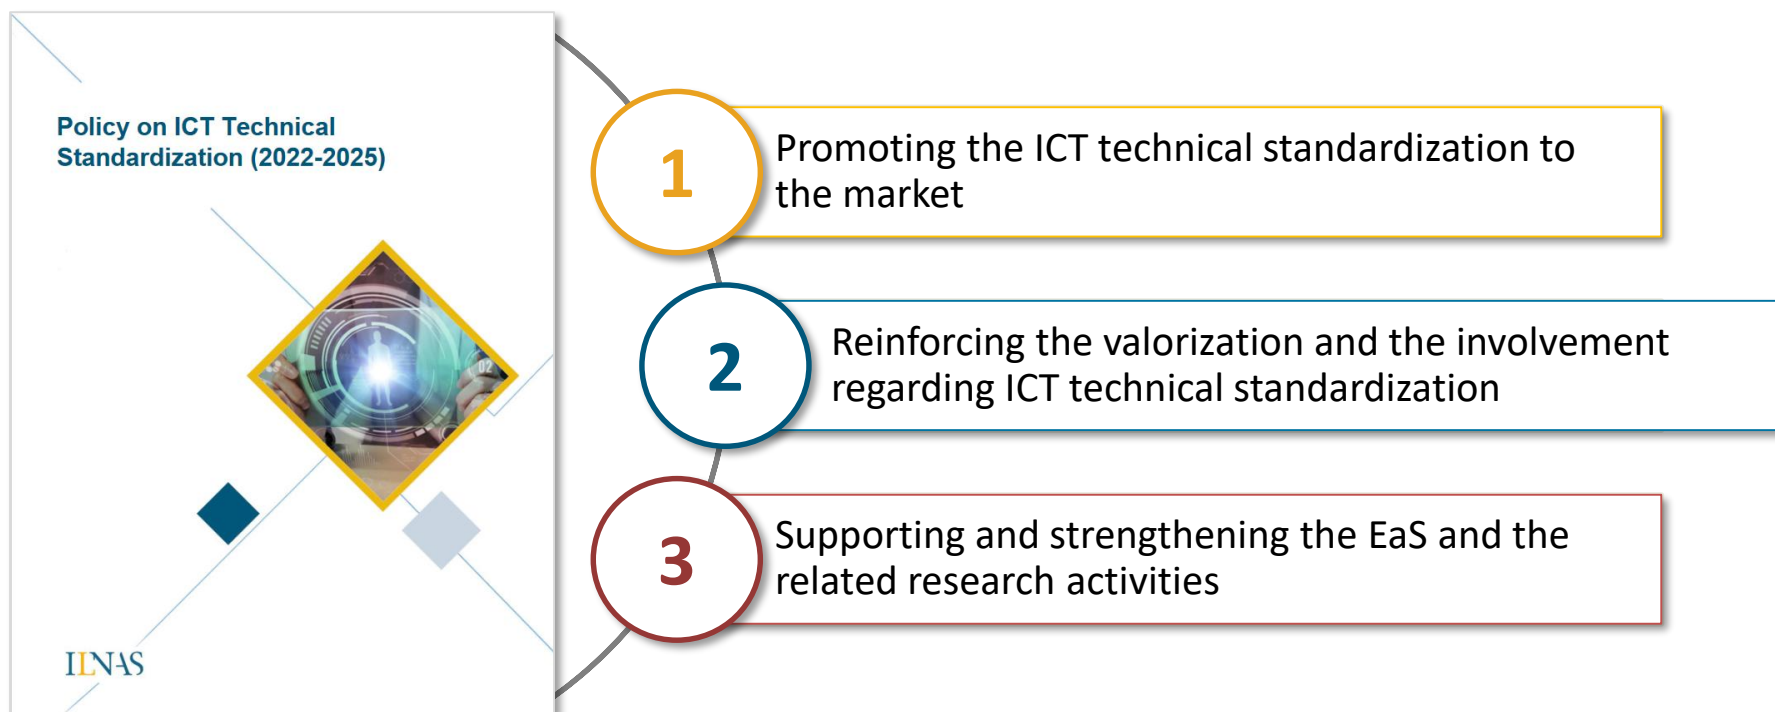 Policy on ICT Technical
Standardization (2022-2025)
02
ILNAS
1
Promoting the ICT technical standardization to
the market
2
Reinforcing the valorization and the involvement
regarding ICT technical standardization
3
Supporting and strengthening the EaS and the
related research activities